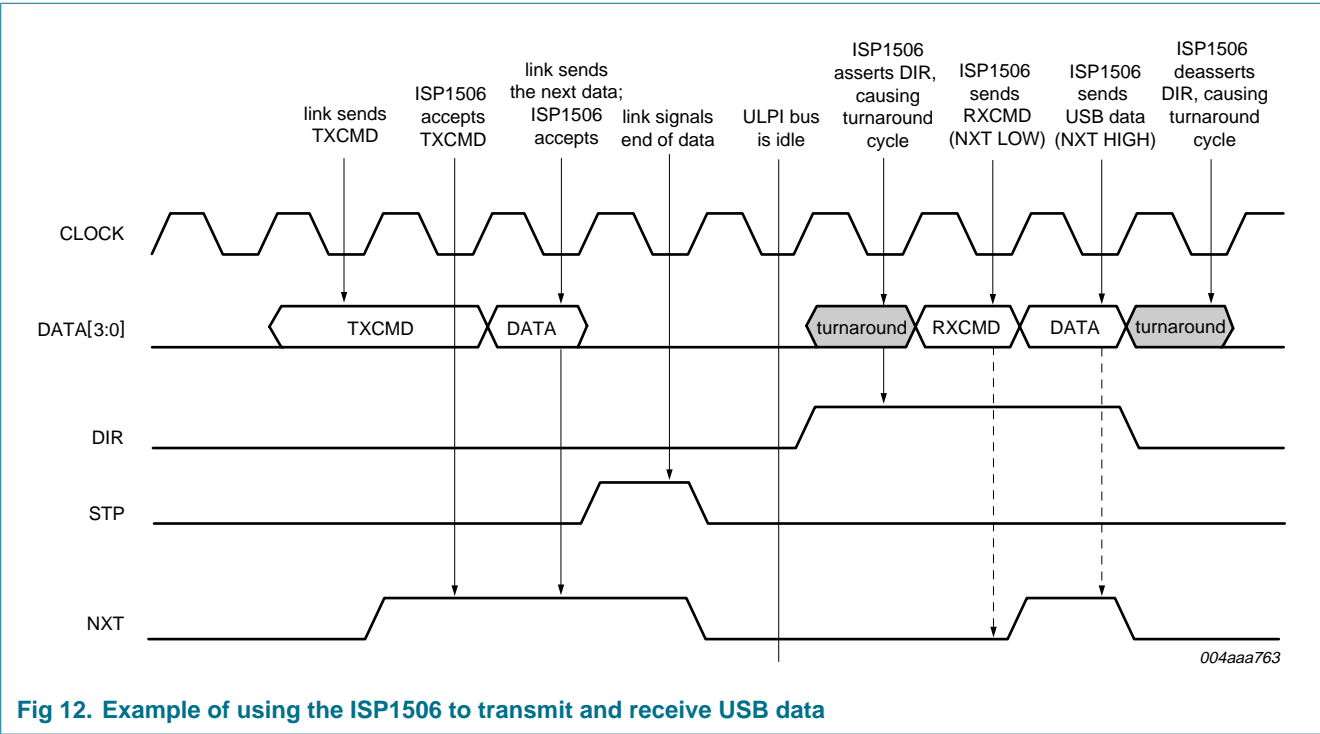 link sends
TXCMD
ISP1506
accepts
TXCMD
link sends
the next data;
ISP1506
accepts
link signals
end of data
ULPI bus
is idle
ISP1506
asserts DIR,
causing
turnaround
cycle
ISP1506
sends
RXCMD
(NXT LOW)
ISP1506
sends
USB data
(NXT HIGH)
ISP1506
deasserts
DIR, causing
turnaround
cycle
CLOCK
DATA[3:0]
TXCMD
DATA
turnaround
RXCMD
DATA
turnaround
DIR
STP
NXT
004aaa763
Fig 12. Example of using the ISP1506 to transmit and receive USB data